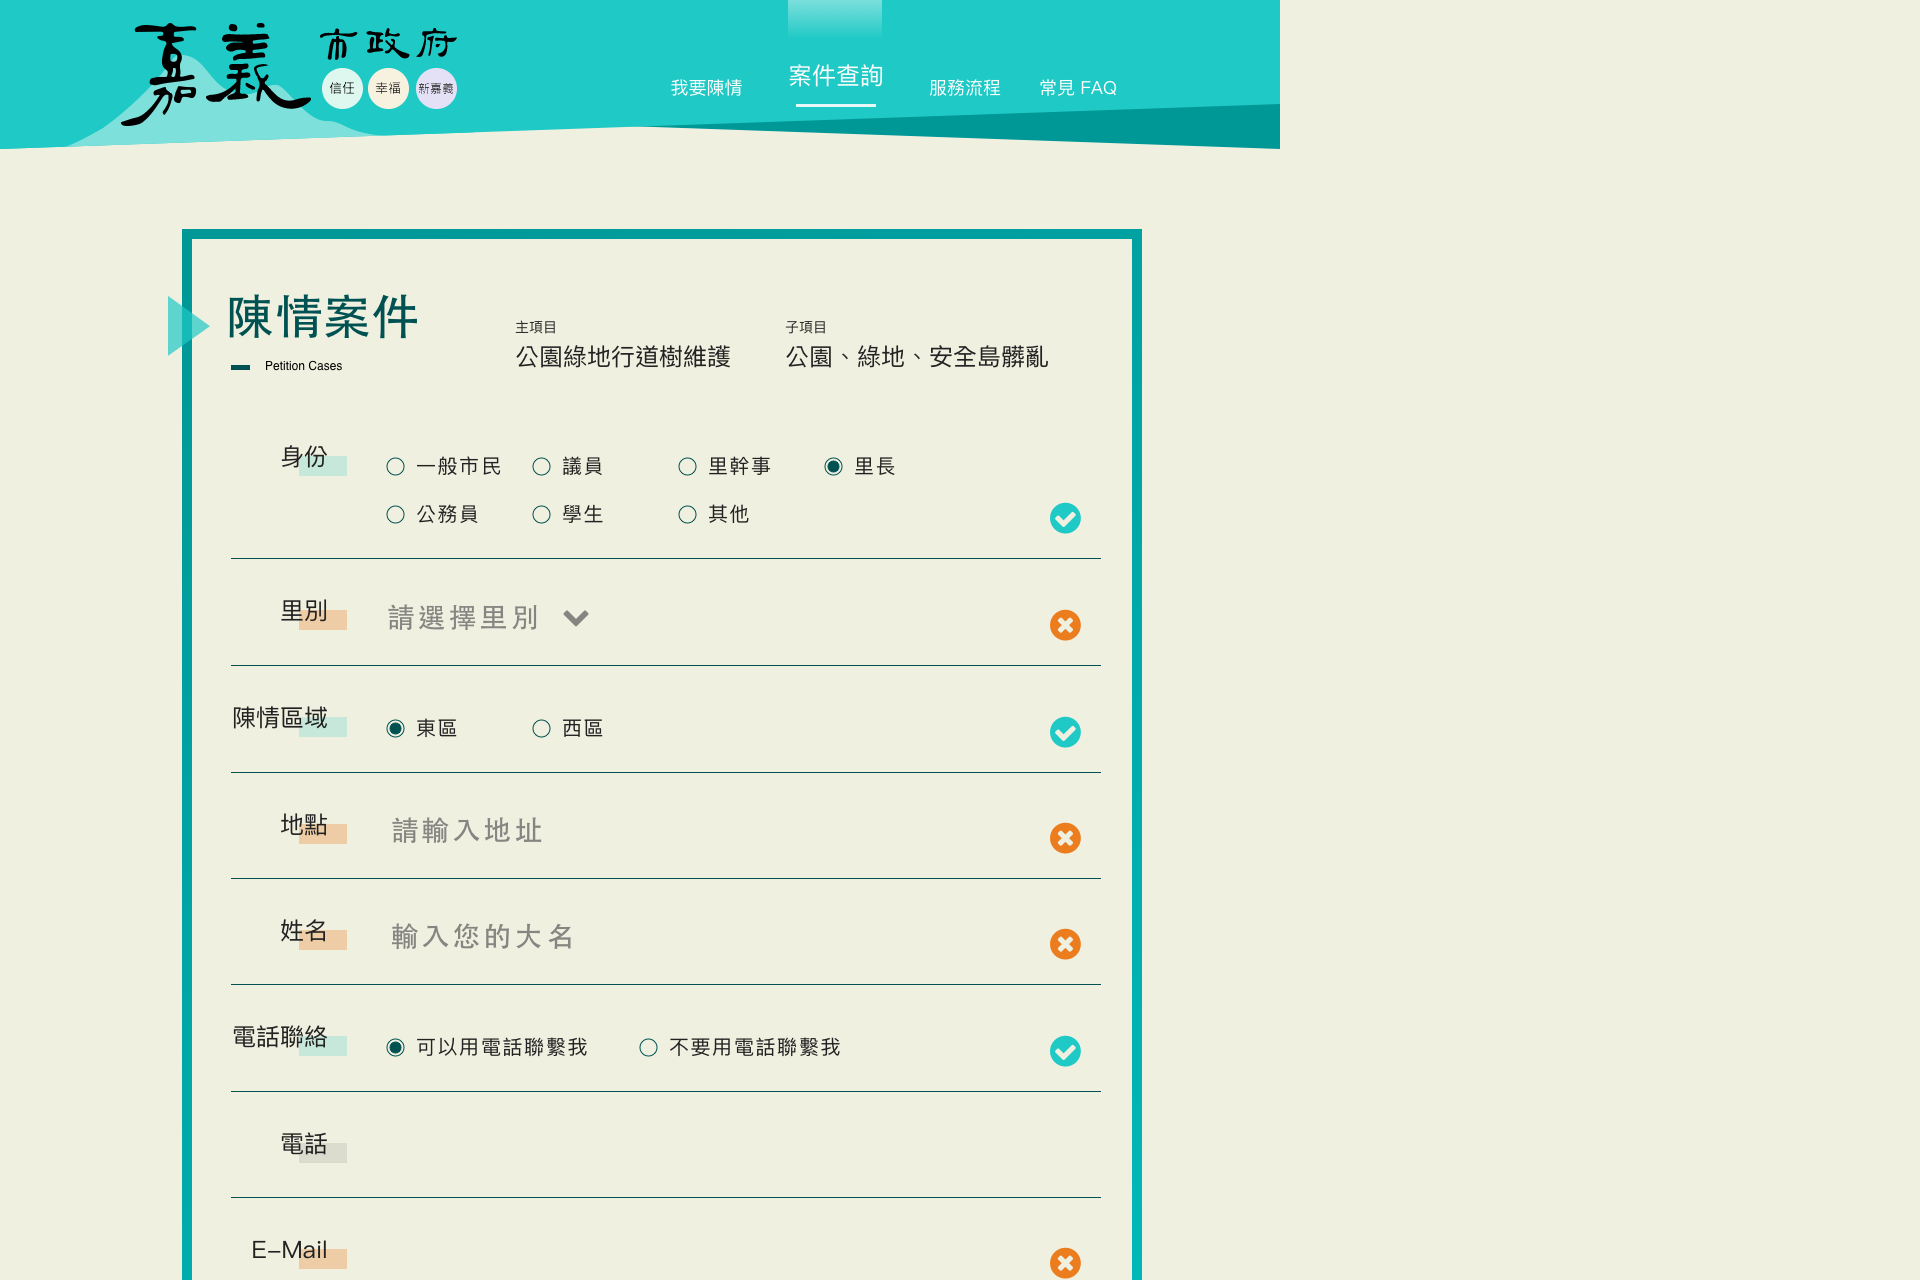 嘉義
市政府
信任 幸福 新嘉義
我要陳情 案件查詢 服務流程 常見 FAQ
陳情案件
Petition Cases
主項目
公園綠地行道樹維護
子項目
公園、綠地、安全島髒亂
身份
一般市民 議員 里幹事 里長
公務員 學生 其他
里別 請選擇里別
陳情區域 東區 西區
地點 請輸入地址
姓名 輸入您的大名
電話聯絡 可以用電話聯繫我 不要用電話聯繫我
電話
E-Mail